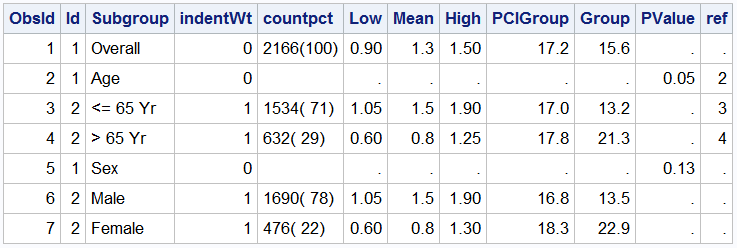 ObsId Id Subgroup indentWt countpct Low Mean High PCIGroup Group PValue ref
1 1 Overall 0 2166(100) 0.90 1.3 1.50 17.2 15.6 . .
2 1 Age 0 . . . . . 0.05 2
3 2 <= 65 Yr 1 1534( 71) 1.05 1.5 1.90 17.0 13.2 . 3
4 2 > 65 Yr 1 632( 29) 0.60 0.8 1.25 17.8 21.3 . 4
5 1 Sex 0 . . . . . 0.13 .
6 2 Male 1 1690( 78) 1.05 1.5 1.90 16.8 13.5 . .
7 2 Female 1 476( 22) 0.60 0.8 1.30 18.3 22.9 . .